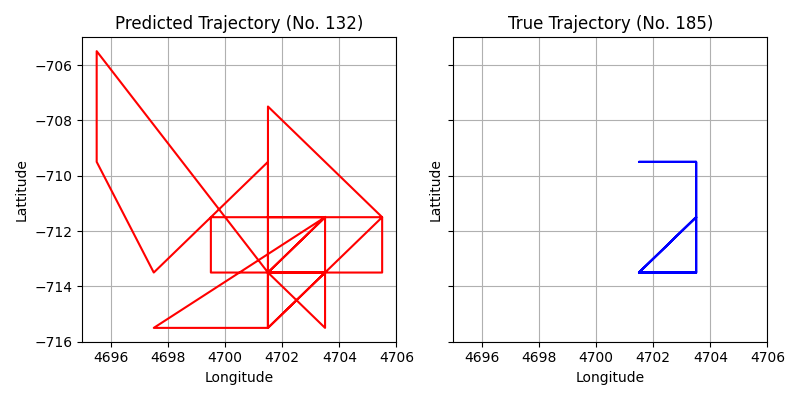 Predicted Trajectory (No. 132)
True Trajectory (No. 185)
−706
−708
−710
−712
−714
−716
Lattitude
Lattitude
4696 4698 4700 4702 4704 4706
4696 4698 4700 4702 4704 4706
Longitude
Longitude